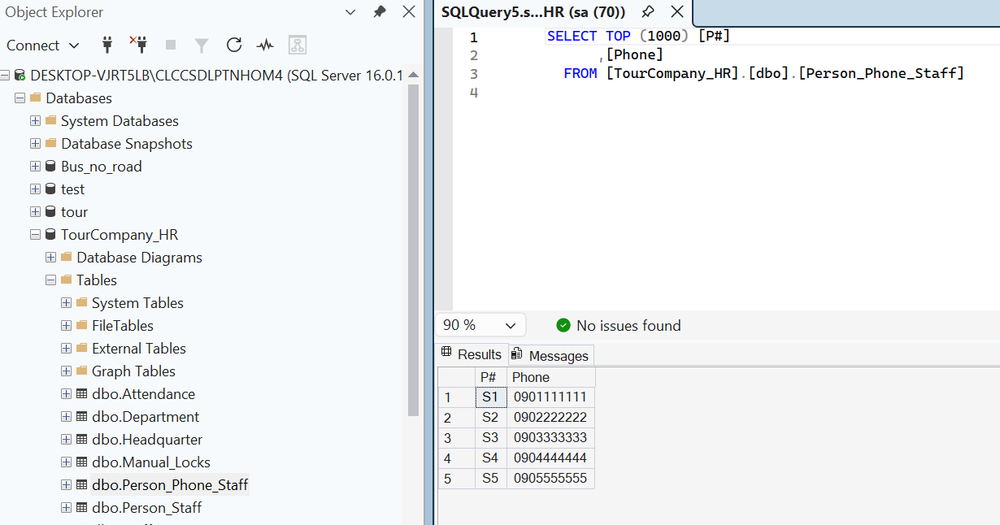 Object Explorer
Connect
DESKTOP-VJRT5LB\CLCCSDLPTNHOM4 (SQL Server 16.0.1
Databases
System Databases
Database Snapshots
Bus_no_road
test
tour
TourCompany_HR
Database Diagrams
Tables
System Tables
FileTables
External Tables
Graph Tables
dbo.Attendance
dbo.Department
dbo.Headquarter
dbo.Manual_Locks
dbo.Person_Phone_Staff
dbo.Person_Staff
SQLQuery5.s...HR (sa (70))
1 SELECT TOP (1000) [P#]
2 ,[Phone]
3 FROM [TourCompany_HR].[dbo].[Person_Phone_Staff]
4
90 %
No issues found
Results Messages
P# Phone
1 S1 0901111111
2 S2 0902222222
3 S3 0903333333
4 S4 0904444444
5 S5 0905555555